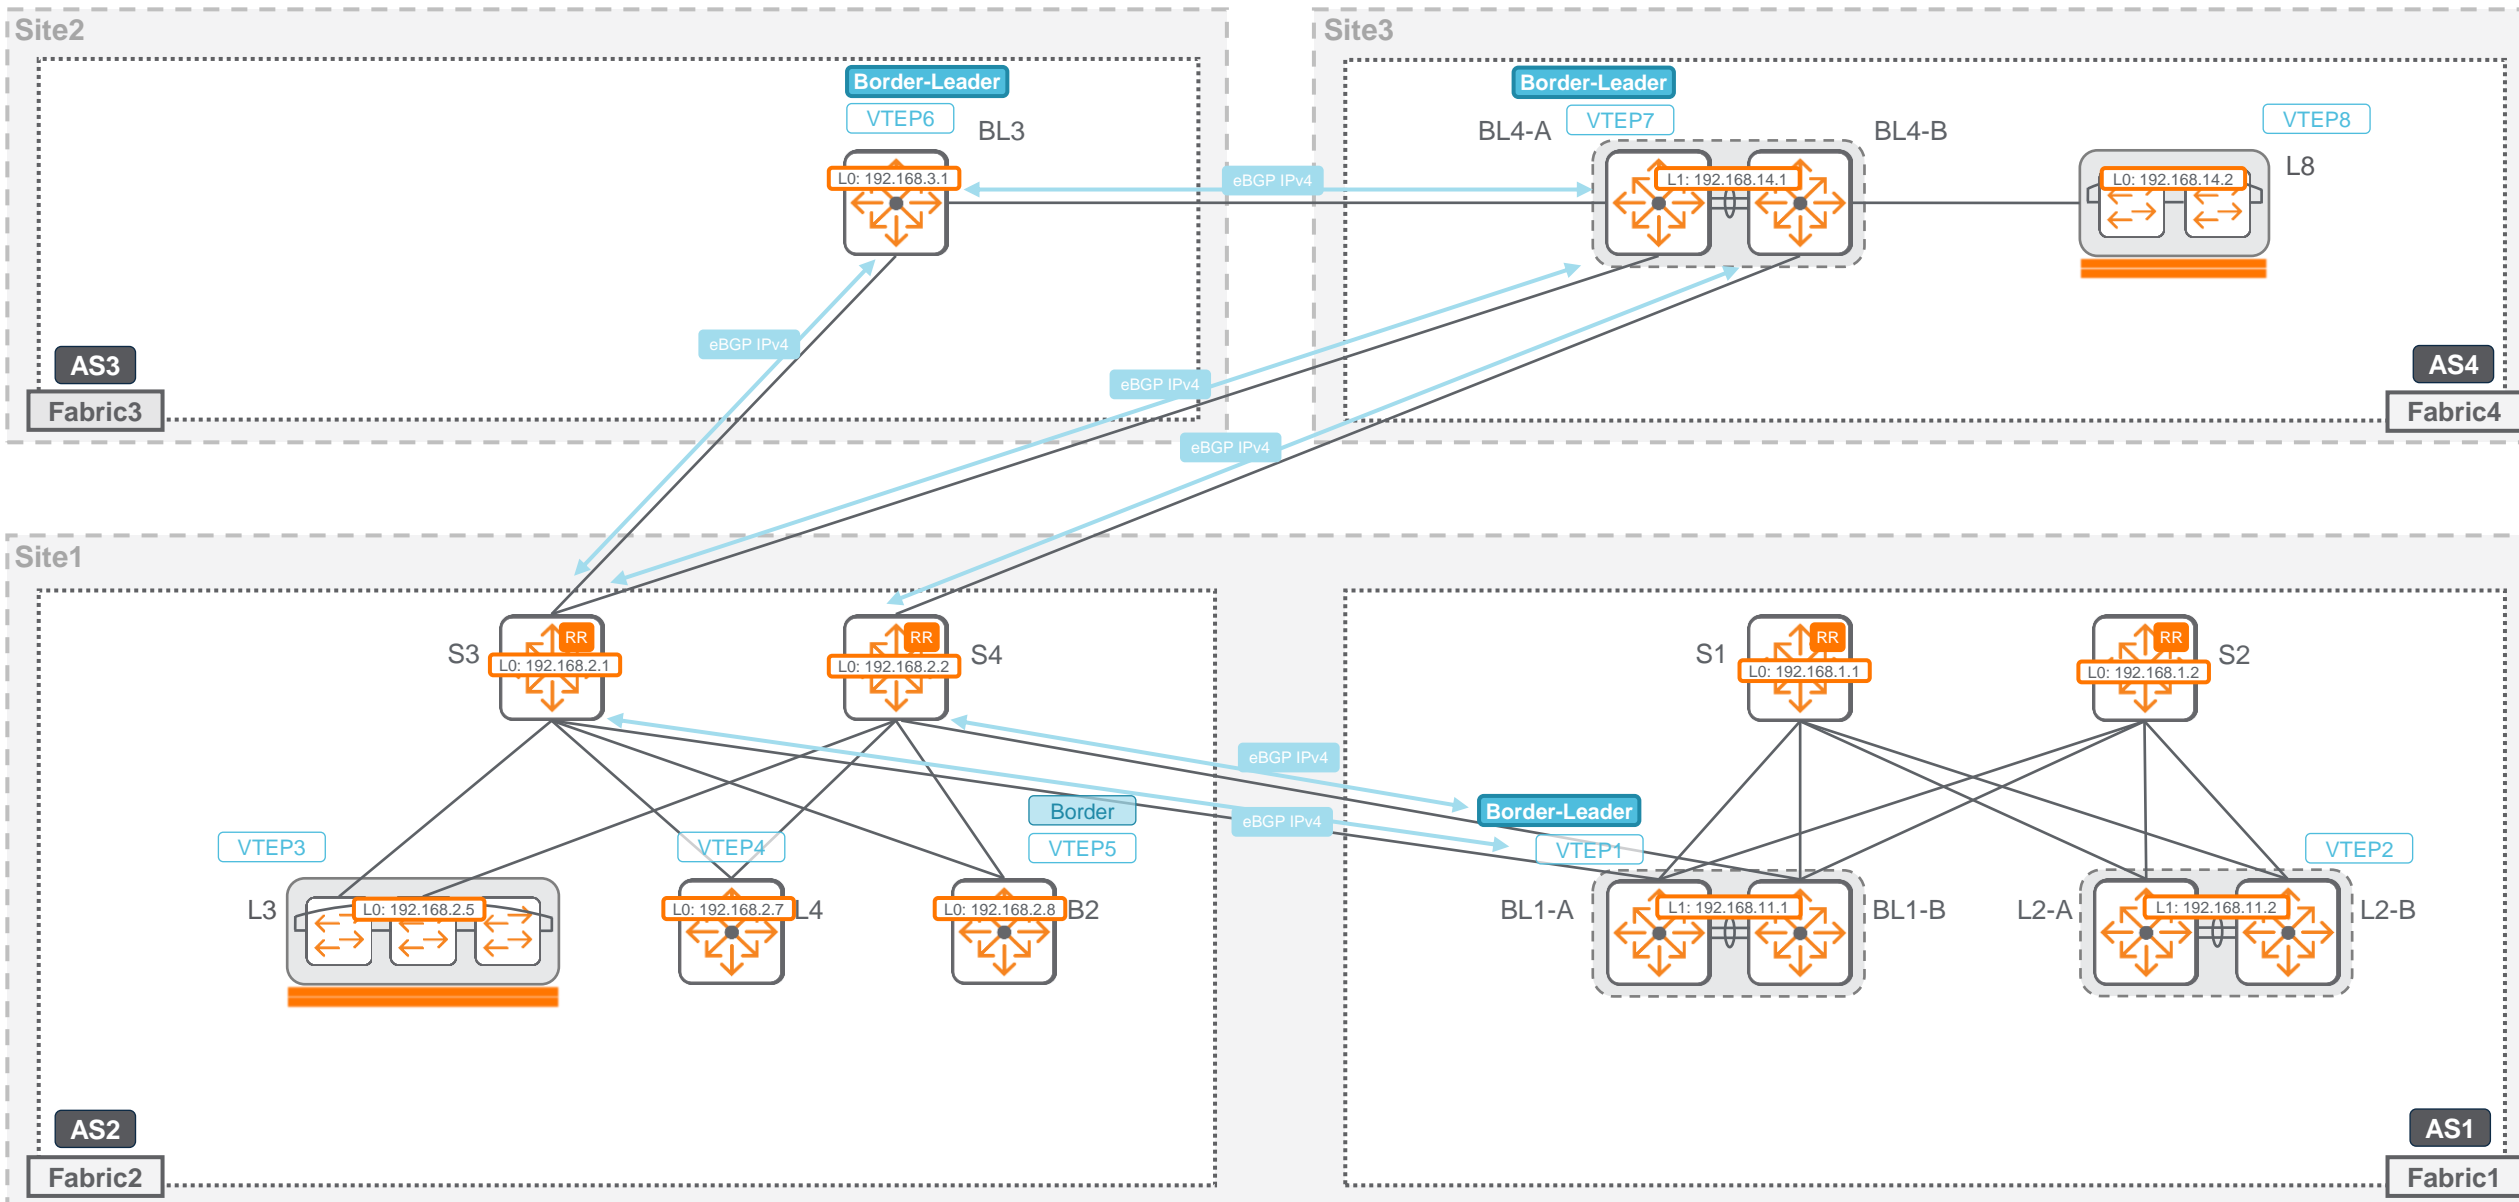 Site2
Site3
Border-Leader
VTEP6
BL3
L0: 192.168.3.1
eBGP IPv4
Border-Leader
VTEP7
BL4-A
BL4-B
L1: 192.168.14.1
VTEP8
L8
L0: 192.168.14.2
eBGP IPv4
eBGP IPv4
eBGP IPv4
AS3
Fabric3
AS4
Fabric4
Site1
S3
RR
L0: 192.168.2.1
RR
L0: 192.168.2.2
S4
S1
RR
L0: 192.168.1.1
RR
L0: 192.168.1.2
S2
eBGP IPv4
eBGP IPv4
Border
VTEP3
VTEP4
VTEP5
Border-Leader
VTEP1
VTEP2
L3
L0: 192.168.2.5
L0: 192.168.2.7
L4
L0: 192.168.2.8
B2
BL1-A
L1: 192.168.11.1
BL1-B
L2-A
L1: 192.168.11.2
L2-B
AS2
Fabric2
AS1
Fabric1